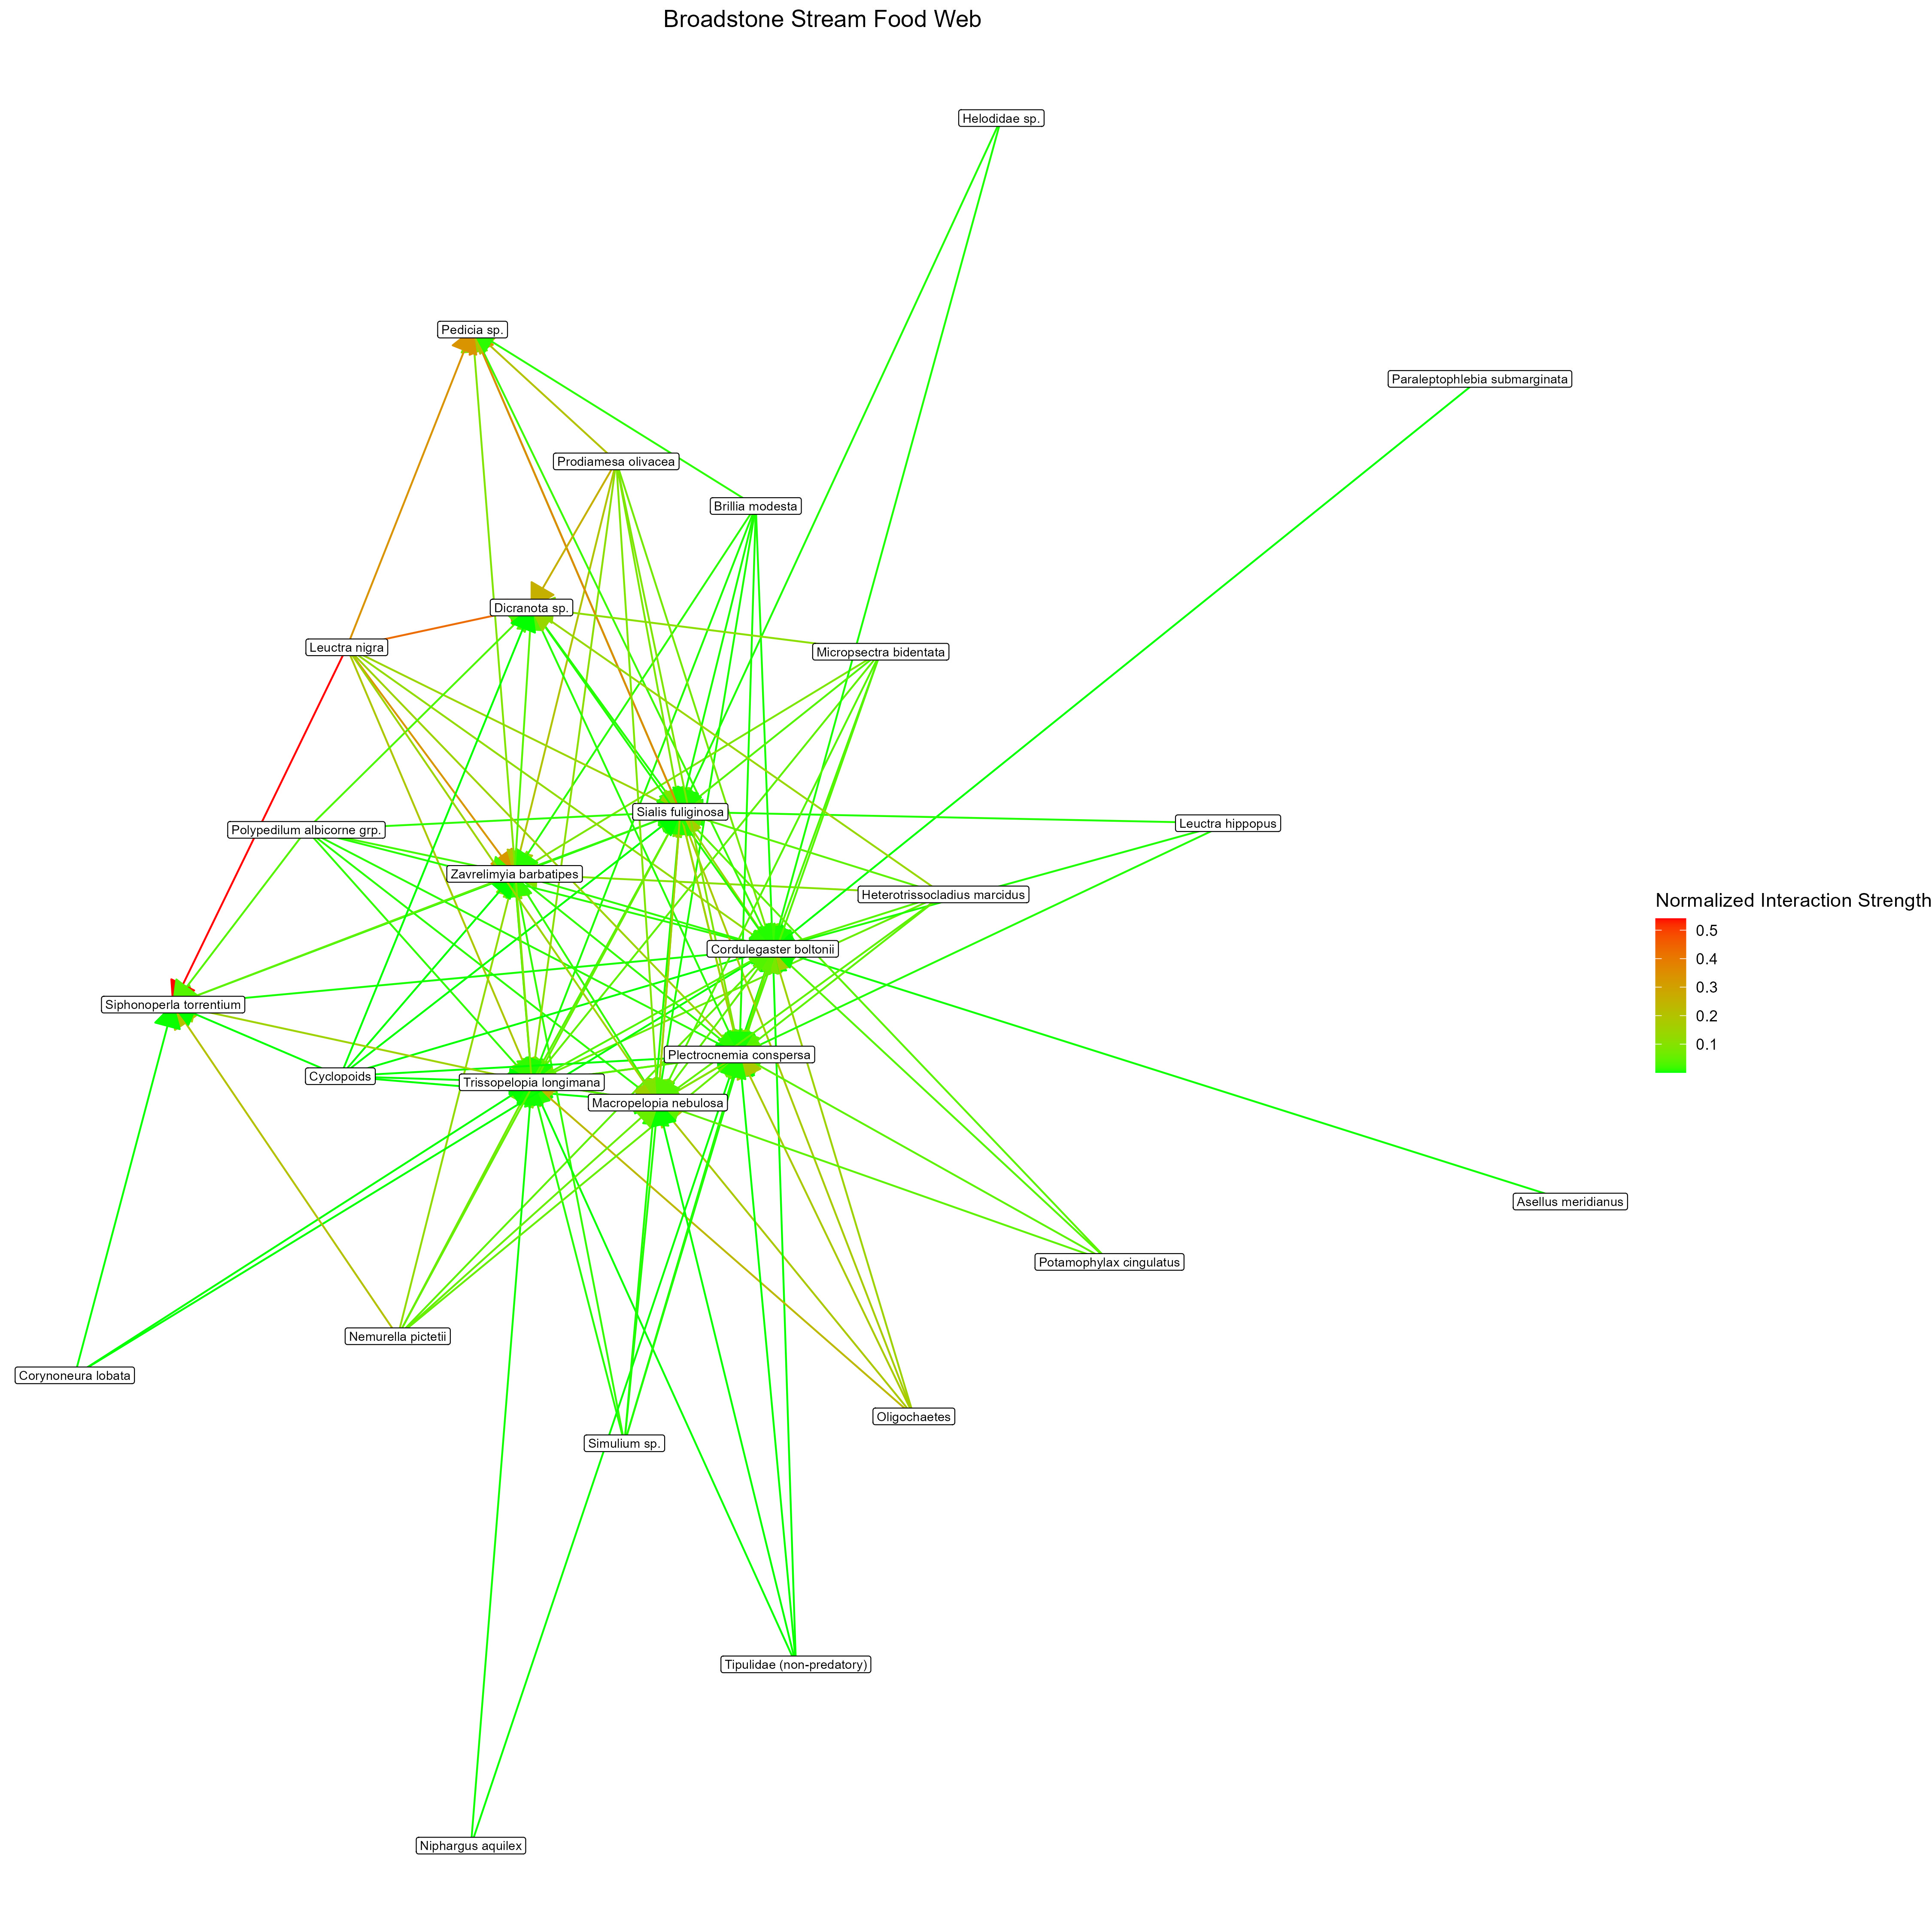 Broadstone Stream Food Web
Helodidae sp.
Pedicia sp.
Paraleptophlebia submarginata
Prodiamesa olivacea
Brillia modesta
Dicranota sp.
Leuctra nigra
Micropsectra bidentata
Sialis fuliginosa
Leuctra hippopus
Polypedilum albicorne grp.
Zavrelimyia barbatipes
Heterotrissocladius marcidus
Normalized Interaction Strength
0.5
0.4
0.3
0.2
0.1
Cordulegaster boltonii
Siphonoperla torrentium
Plectrocnemia conspersa
Cyclopoids
Trissopelopia longimana
Macropelopia nebulosa
Asellus meridianus
Potamophylax cingulatus
Nemurella pictetii
Corynoneura lobata
Oligochaetes
Simulium sp.
Tipulidae (non-predatory)
Niphargus aquilex